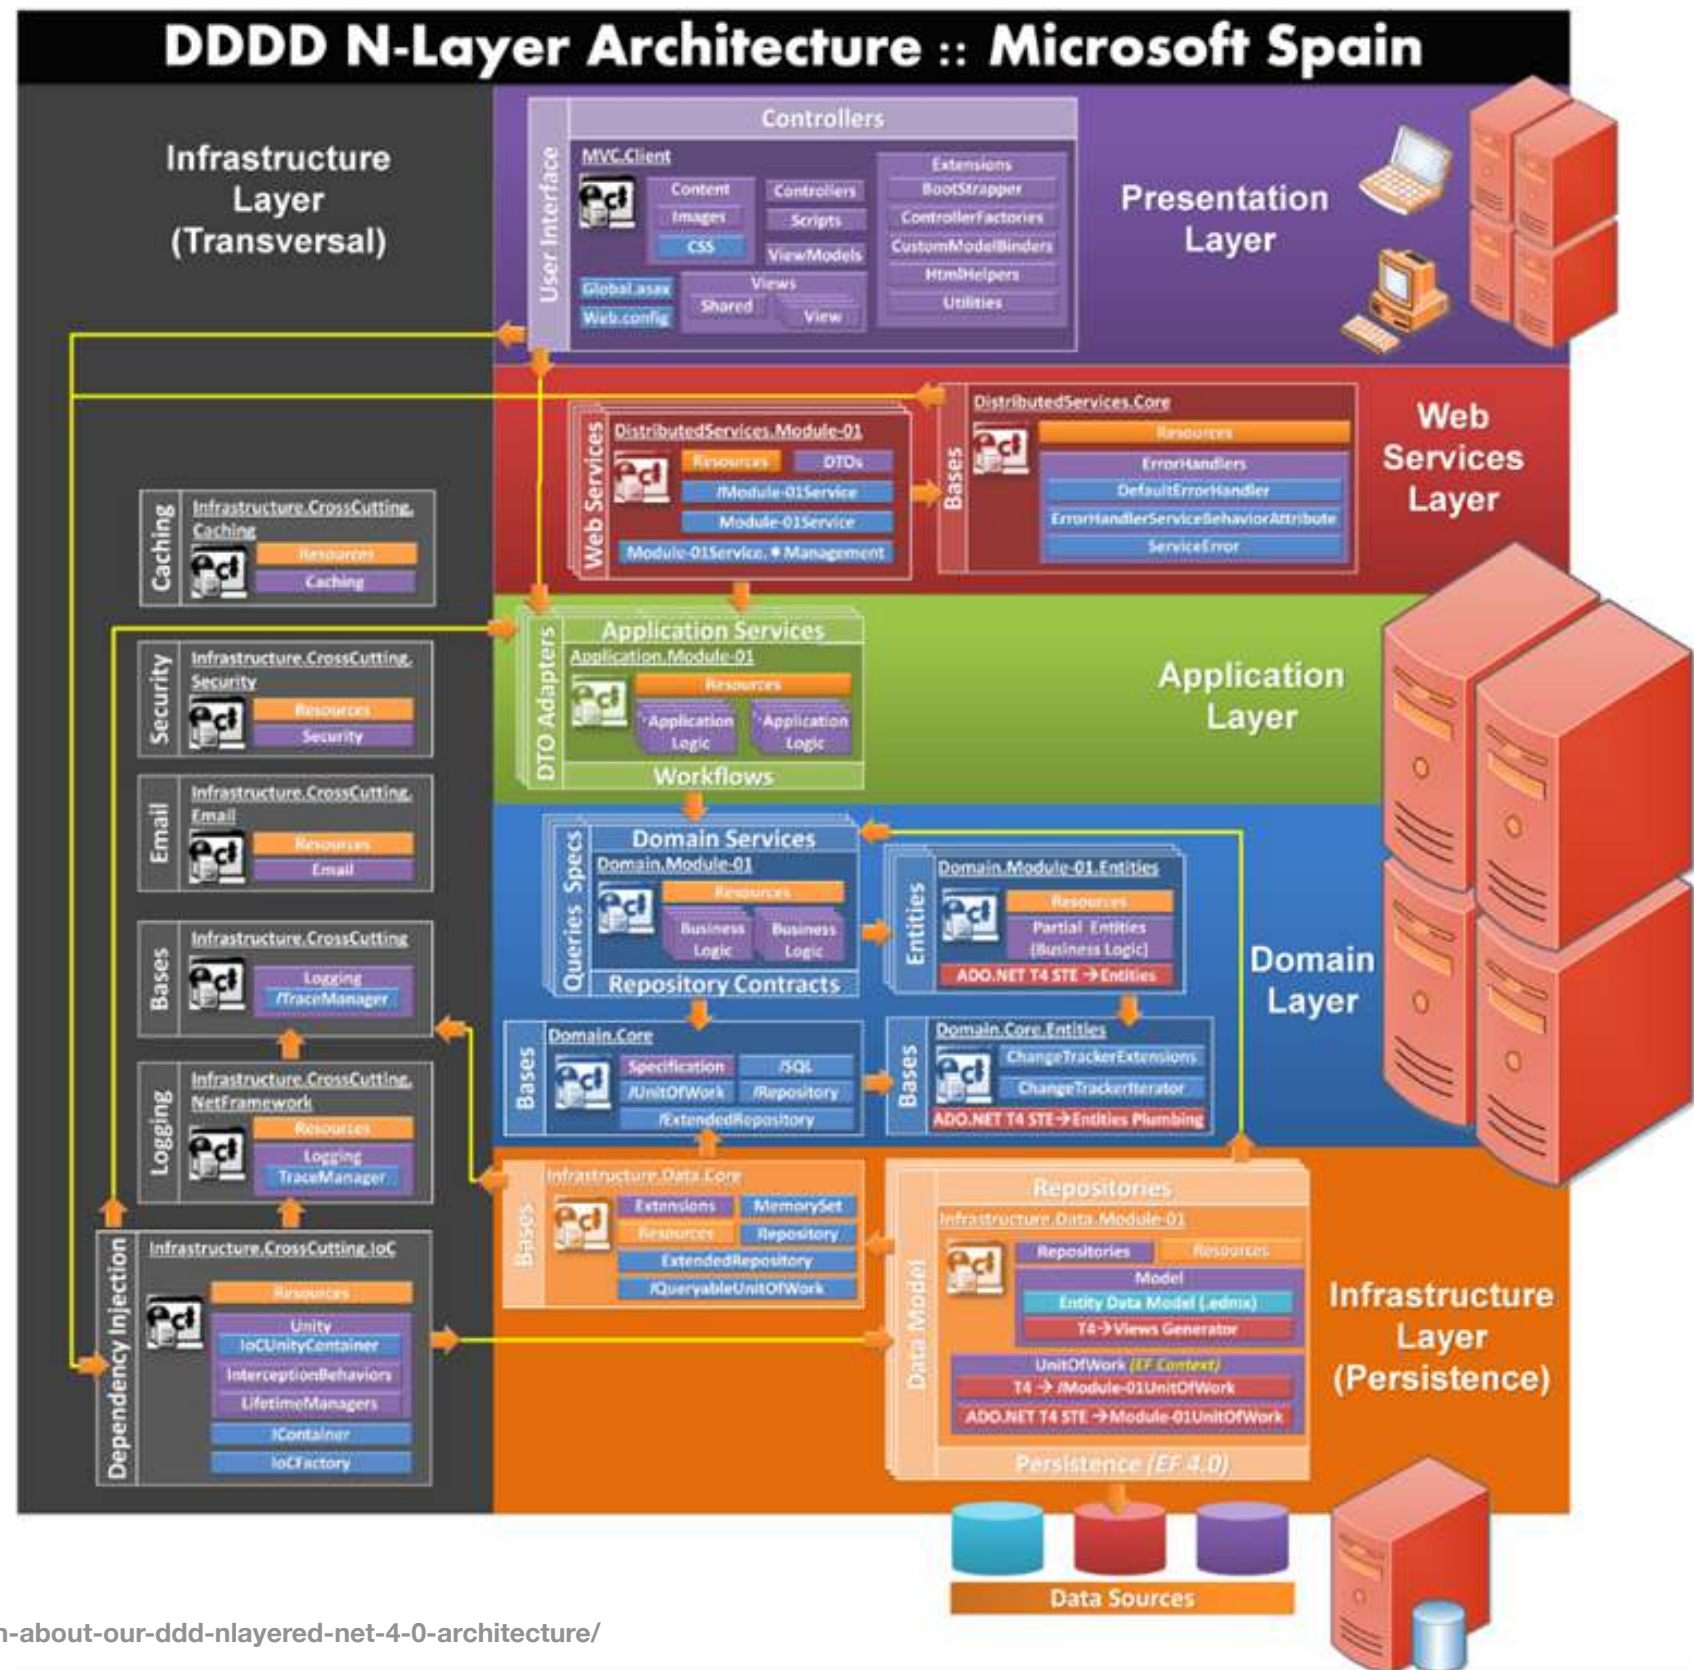 DDDD N-Layer Architecture :: Microsoft Spain
Infrastructure
Layer
(Transversal)
User Interface
Controllers
MVC.Client
Content
Images
CSS
Controllers
Scripts
ViewModels
Global.asax
Web.config
Views
Shared
View
Extensions
BootStrapper
ControllerFactories
CustomModelBinders
HtmlHelpers
Utilities
Presentation
Layer
Web Services
DistributedServices.Module-01
Resources
DTOs
IModule-01Service
Module-01Service
Module-01Service.*Management
Bases
DistributedServices.Core
Resources
ErrorHandlers
DefaultErrorHandler
ErrorHandlerServiceBehaviorAttribute
ServiceError
Web
Services
Layer
Caching
Infrastructure.CrossCutting.
Caching
Resources
Caching
Security
Infrastructure.CrossCutting.
Security
Resources
Security
Email
Infrastructure.CrossCutting.
Email
Resources
Email
Bases
Infrastructure.CrossCutting
Logging
ITraceManager
Logging
Infrastructure.CrossCutting.
NetFramework
Resources
Logging
TraceManager
Dependency Injection
Infrastructure.CrossCutting.IoC
Resources
Unity
IoCUnityContainer
InterceptionBehaviors
LifetimeManagers
IContainer
IoCFactory
DTO Adapters
Application Services
Application.Module-01
Resources
Application
Logic
Application
Logic
Workflows
Application
Layer
Queries Specs
Domain Services
Domain.Module-01
Resources
Business
Logic
Business
Logic
Repository Contracts
Entities
Domain.Module-01.Entities
Resources
Partial Entities
(Business Logic)
ADO.NET T4 STE →Entities
Bases
Domain.Core
Specification
ISQL
IUnitOfWork
IRepository
IExtendedRepository
Bases
Domain.Core.Entities
ChangeTrackerExtensions
ChangeTrackerIterator
ADO.NET T4 STE→Entities Plumbing
Domain
Layer
Bases
Infrastructure.Data.Core
Extensions
MemorySet
Resources
Repository
ExtendedRepository
IQueryableUnitOfWork
Data Model
Repositories
Infrastructure.Data.Module-01
Repositories
Resources
Model
Entity Data Model (.edmx)
T4→Views Generator
UnitOfWork (EF Context)
T4 → IModule-01UnitOfWork
ADO.NET T4 STE →Module-01UnitOfWork
Persistence (EF 4.0)
Infrastructure
Layer
(Persistence)
Data Sources
-about-our-ddd-nlayered-net-4-0-architecture/